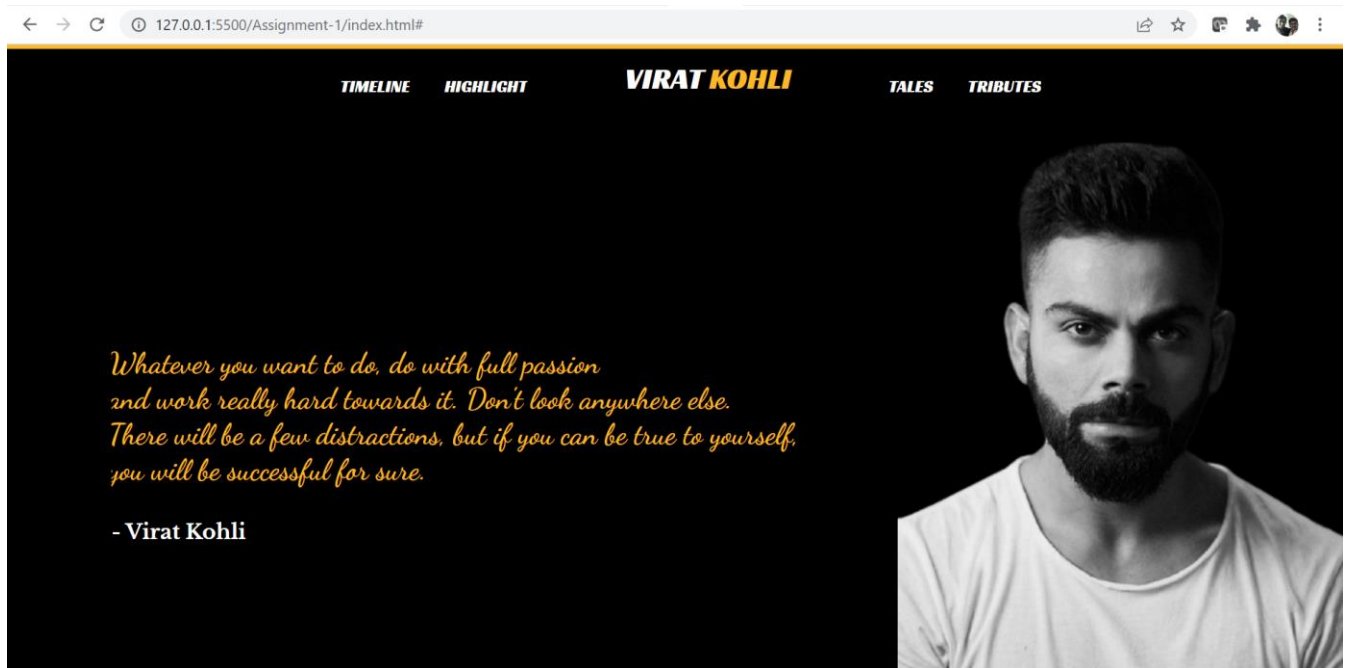 127.0.0.1:5500/Assignment-1/index.html#
TIMELINE HIGHLIGHT VIRAT KOHLI TALES TRIBUTES
Whatever you want to do, do with full passion
and work really hard towards it. Don't look anywhere else.
There will be a few distractions, but if you can be true to yourself,
you will be successful for sure.
- Virat Kohli